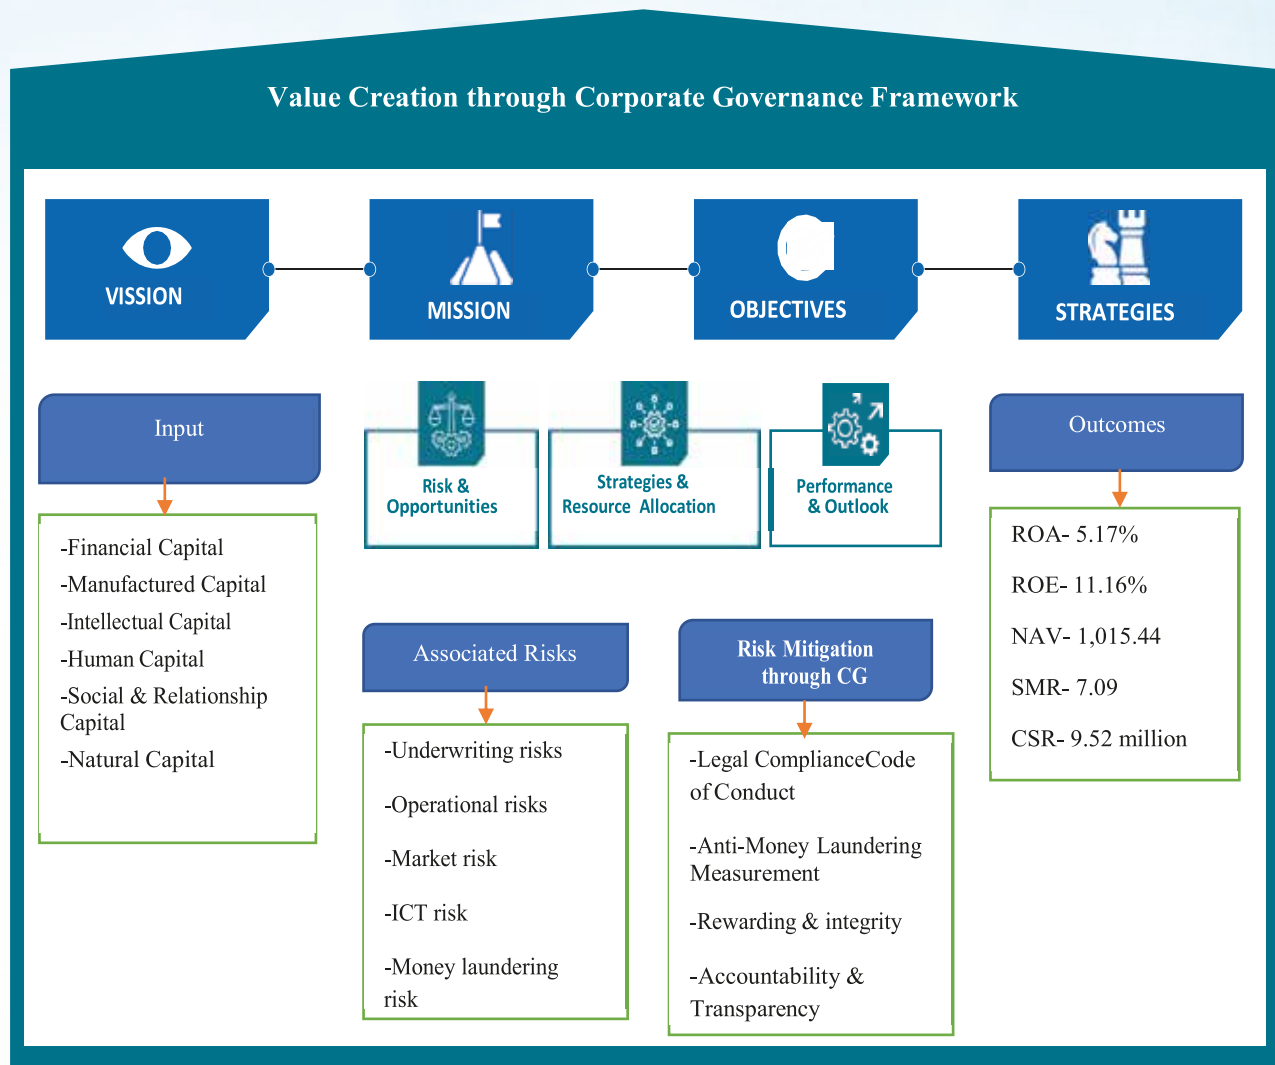 Value Creation through Corporate Governance Framework
VISSION
MISSION
OBJECTIVES
STRATEGIES
Input
-Financial Capital
-Manufactured Capital
-Intellectual Capital
-Human Capital
-Social & Relationship
Capital
-Natural Capital
Risk &
Opportunities
Strategies &
Resource Allocation
Performance
& Outlook
Associated Risks
-Underwriting risks
-Operational risks
-Market risk
-ICT risk
-Money laundering
risk
Risk Mitigation
through CG
-Legal ComplianceCode
of Conduct
-Anti-Money Laundering
Measurement
-Rewarding & integrity
-Accountability &
Transparency
Outcomes
ROA- 5.17%
ROE- 11.16%
NAV- 1,015.44
SMR- 7.09
CSR- 9.52 million